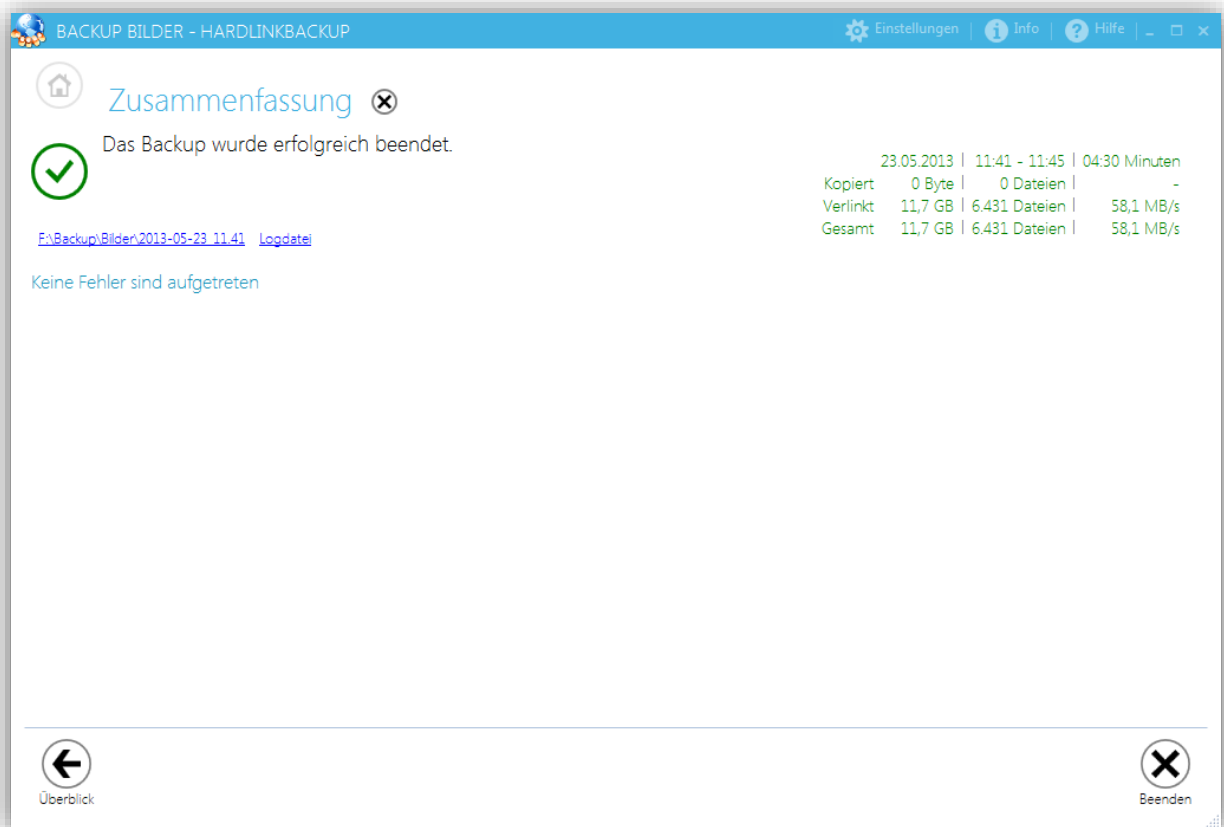 BACKUP BILDER - HARDLINKBACKUP
Einstellungen | Info | Hilfe
Zusammenfassung
Das Backup wurde erfolgreich beendet.
23.05.2013 | 11:41 - 11:45 | 04:30 Minuten
Kopiert 0 Byte | 0 Dateien | -
Verlinkt 11,7 GB | 6.431 Dateien | 58,1 MB/s
Gesamt 11,7 GB | 6.431 Dateien | 58,1 MB/s
F:\Backup\Bilder\2013-05-23_11.41 Logdatei
Keine Fehler sind aufgetreten
Überblick
Beenden